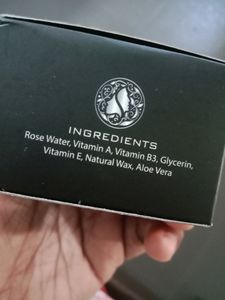 INGREDIENTS
Rose Water, Vitamin A, Vitamin B3, Glycerin,
Vitamin E, Natural Wax, Aloe Vera